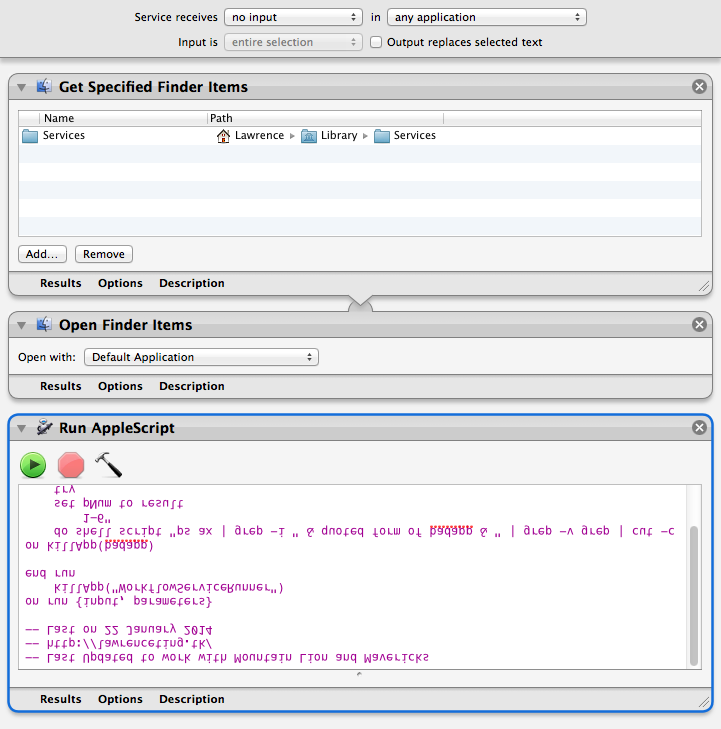 Service receives no input in any application
Input is entire selection Output replaces selected text
Get Specified Finder Items
Name Path
Services Lawrence Library Services
Add... Remove
Results Options Description
Open Finder Items
Open with: Default Application
Results Options Description
Run AppleScript
-- Last Updated to work with Mountain Lion and Mavericks
-- http://lawrenceting.tk/
-- Last on 22 January 2014
on run {input, parameters}
killApp("WorkflowServiceRunner")
end run
on killApp(badapp)
do shell script "ps ax | grep -i " & quoted form of badapp & " | grep -v grep | cut -c
1-6"
set pNum to result
try
Results Options Description